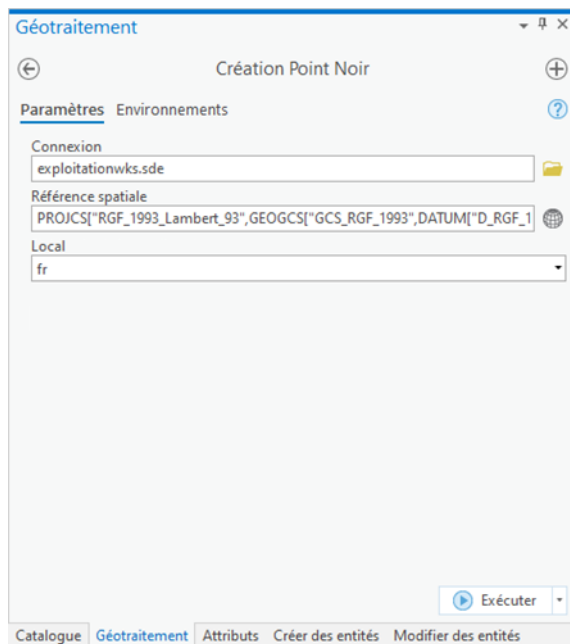 Géotraitement
Création Point Noir
Paramètres Environnements
Connexion
exploitationwks.sde
Référence spatiale
PROJCS["RGF_1993_Lambert_93",GEOGCS["GCS_RGF_1993",DATUM["D_RGF_1
Local
fr
Exécuter
Catalogue Géotraitement Attributs Créer des entités Modifier des entités